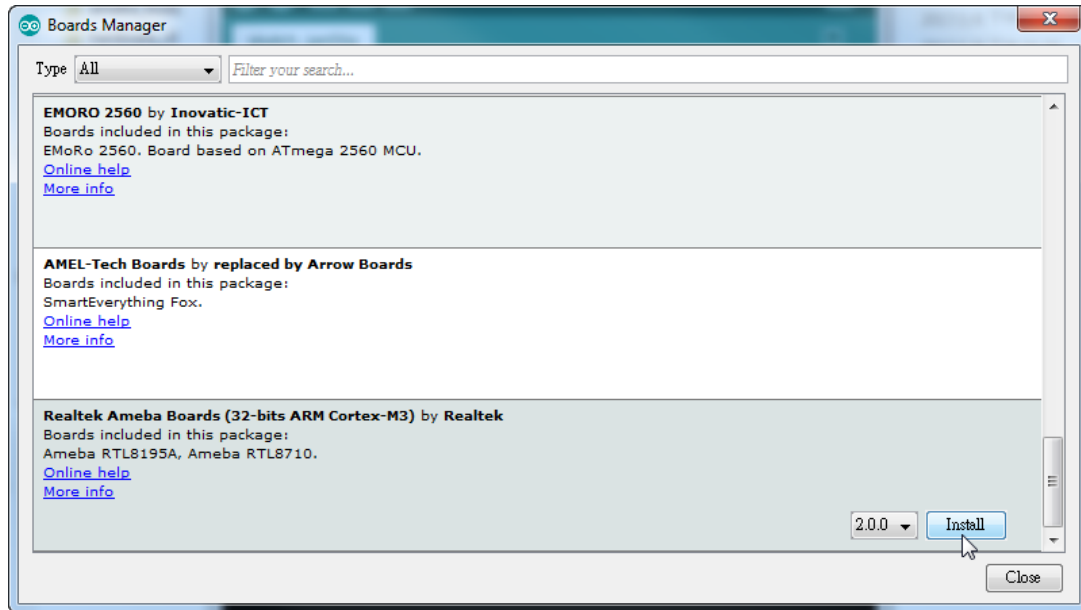 Boards Manager
Type All Filter your search...
EMORO 2560 by Inovatic-ICT
Boards included in this package:
EMoRo 2560. Board based on ATmega 2560 MCU.
Online help
More info
AMEL-Tech Boards by replaced by Arrow Boards
Boards included in this package:
SmartEverything Fox.
Online help
More info
Realtek Ameba Boards (32-bits ARM Cortex-M3) by Realtek
Boards included in this package:
Ameba RTL8195A, Ameba RTL8710.
Online help
More info
2.0.0 Install
Close